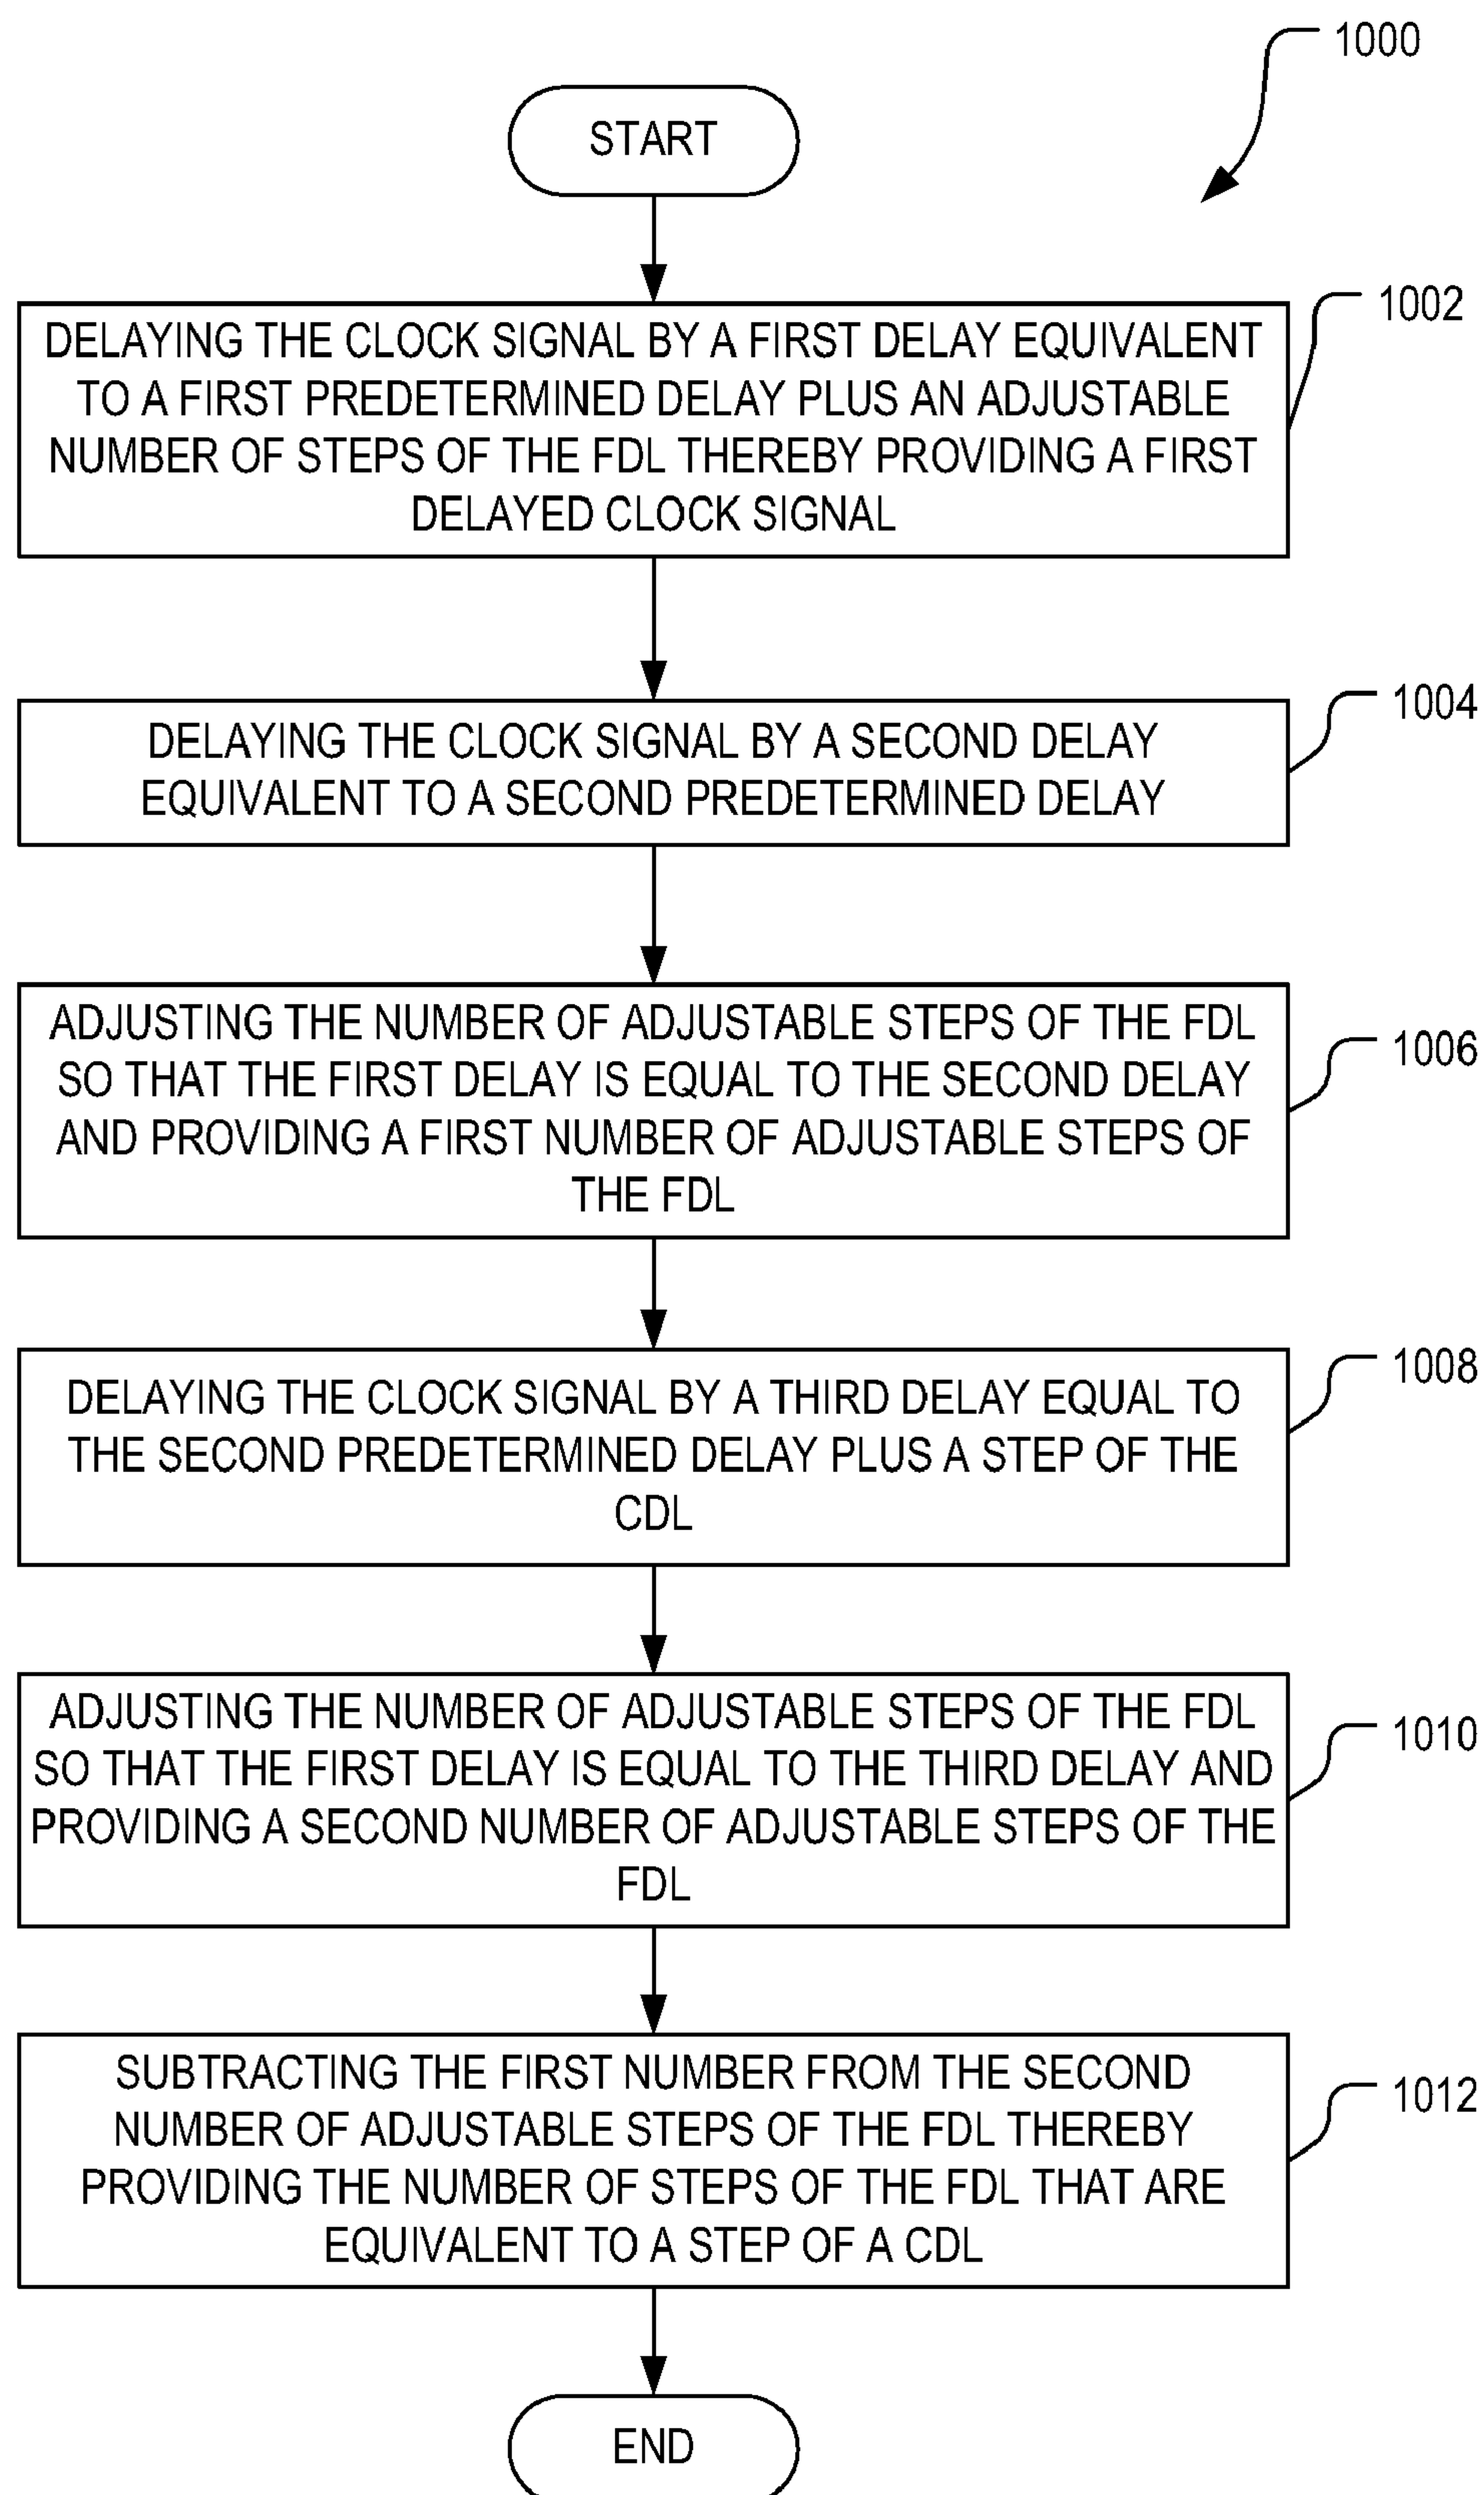 1000
START
1002
DELAYING THE CLOCK SIGNAL BY A FIRST DELAY EQUIVALENT
TO A FIRST PREDETERMINED DELAY PLUS AN ADJUSTABLE
NUMBER OF STEPS OF THE FDL THEREBY PROVIDING A FIRST
DELAYED CLOCK SIGNAL
1004
DELAYING THE CLOCK SIGNAL BY A SECOND DELAY
EQUIVALENT TO A SECOND PREDETERMINED DELAY
1006
ADJUSTING THE NUMBER OF ADJUSTABLE STEPS OF THE FDL
SO THAT THE FIRST DELAY IS EQUAL TO THE SECOND DELAY
AND PROVIDING A FIRST NUMBER OF ADJUSTABLE STEPS OF
THE FDL
1008
DELAYING THE CLOCK SIGNAL BY A THIRD DELAY EQUAL TO
THE SECOND PREDETERMINED DELAY PLUS A STEP OF THE
CDL
1010
ADJUSTING THE NUMBER OF ADJUSTABLE STEPS OF THE FDL
SO THAT THE FIRST DELAY IS EQUAL TO THE THIRD DELAY AND
PROVIDING A SECOND NUMBER OF ADJUSTABLE STEPS OF THE
FDL
1012
SUBTRACTING THE FIRST NUMBER FROM THE SECOND
NUMBER OF ADJUSTABLE STEPS OF THE FDL THEREBY
PROVIDING THE NUMBER OF STEPS OF THE FDL THAT ARE
EQUIVALENT TO A STEP OF A CDL
END